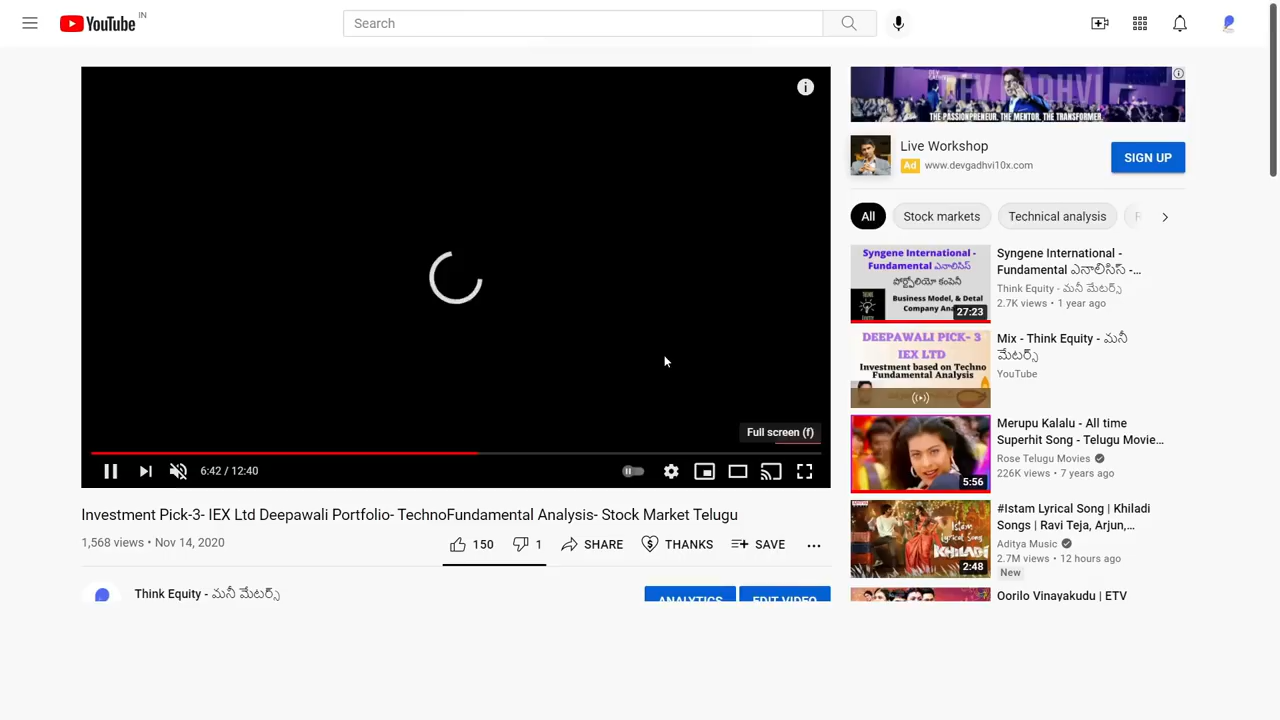 YouTube IN
Search
Full screen (f)
6:42 / 12:40
Investment Pick-3- IEX Ltd Deepawali Portfolio- TechnoFundamental Analysis- Stock Market Telugu
1,568 views • Nov 14, 2020
150
1
SHARE
THANKS
SAVE
Think Equity - మనీ మేటర్స్
ANALYTICS
EDIT VIDEO
DEV GADHVI
THE PASSIONPRENEUR. THE MENTOR. THE TRANSFORMER.
Live Workshop
Ad www.devgadhvi10x.com
SIGN UP
All
Stock markets
Technical analysis
Syngene International -
Fundamental ఎనాలిసిస్
పోర్ట్ఫోలియో కంపెనీ
THINK
EQUITY
Business Model, & Detal
27:23
Syngene International -
Fundamental ఎనాలిసిస్ -...
Think Equity - మనీ మేటర్స్
2.7K views • 1 year ago
DEEPAWALI PICK- 3
IEX LTD
Investment based on Techno
Fundamental Analysis
Mix - Think Equity - మనీ
మేటర్స్
YouTube
5:56
Merupu Kalalu - All time
Superhit Song - Telugu Movie...
Rose Telugu Movies
226K views • 7 years ago
KHILADI
2:48
#Istam Lyrical Song | Khiladi
Songs | Ravi Teja, Arjun,...
Aditya Music
2.7M views • 12 hours ago
New
Oorilo Vinayakudu | ETV